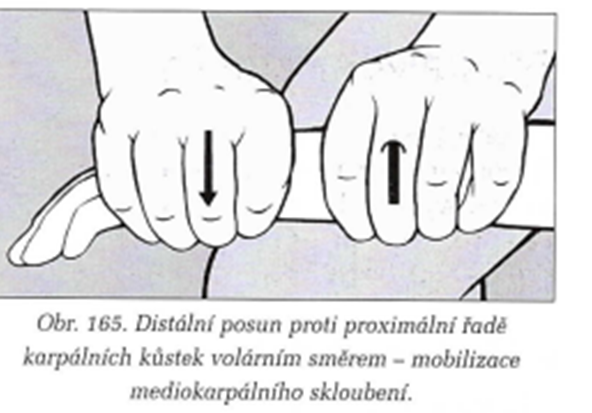 Obr. 165. Distální posun proti proximální řadě
karpálních kůstek volárním směrem – mobilizace
mediokarpálního skloubení.